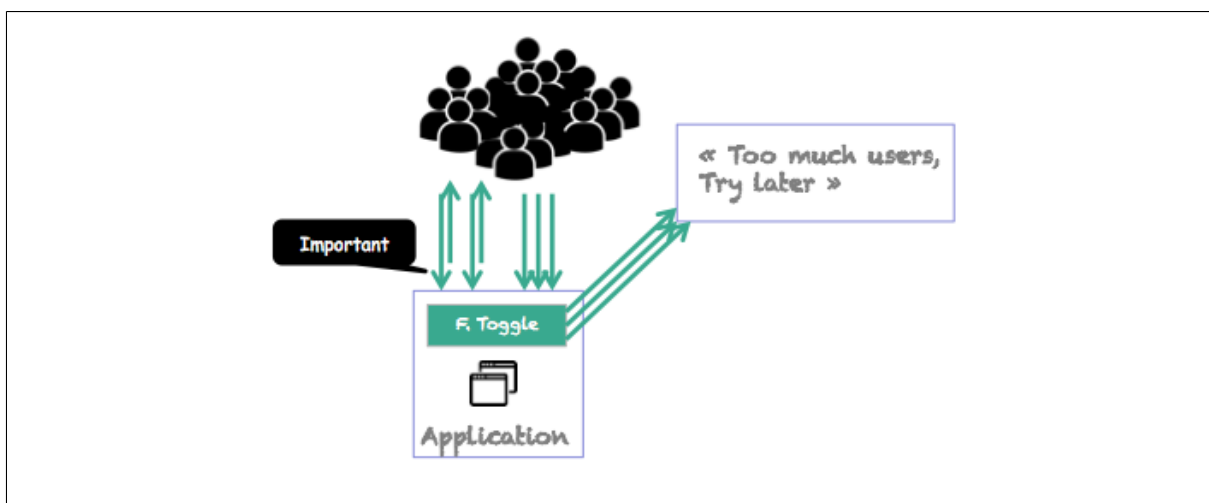 « Too much users,
Try later »
Important
F. Toggle
Application